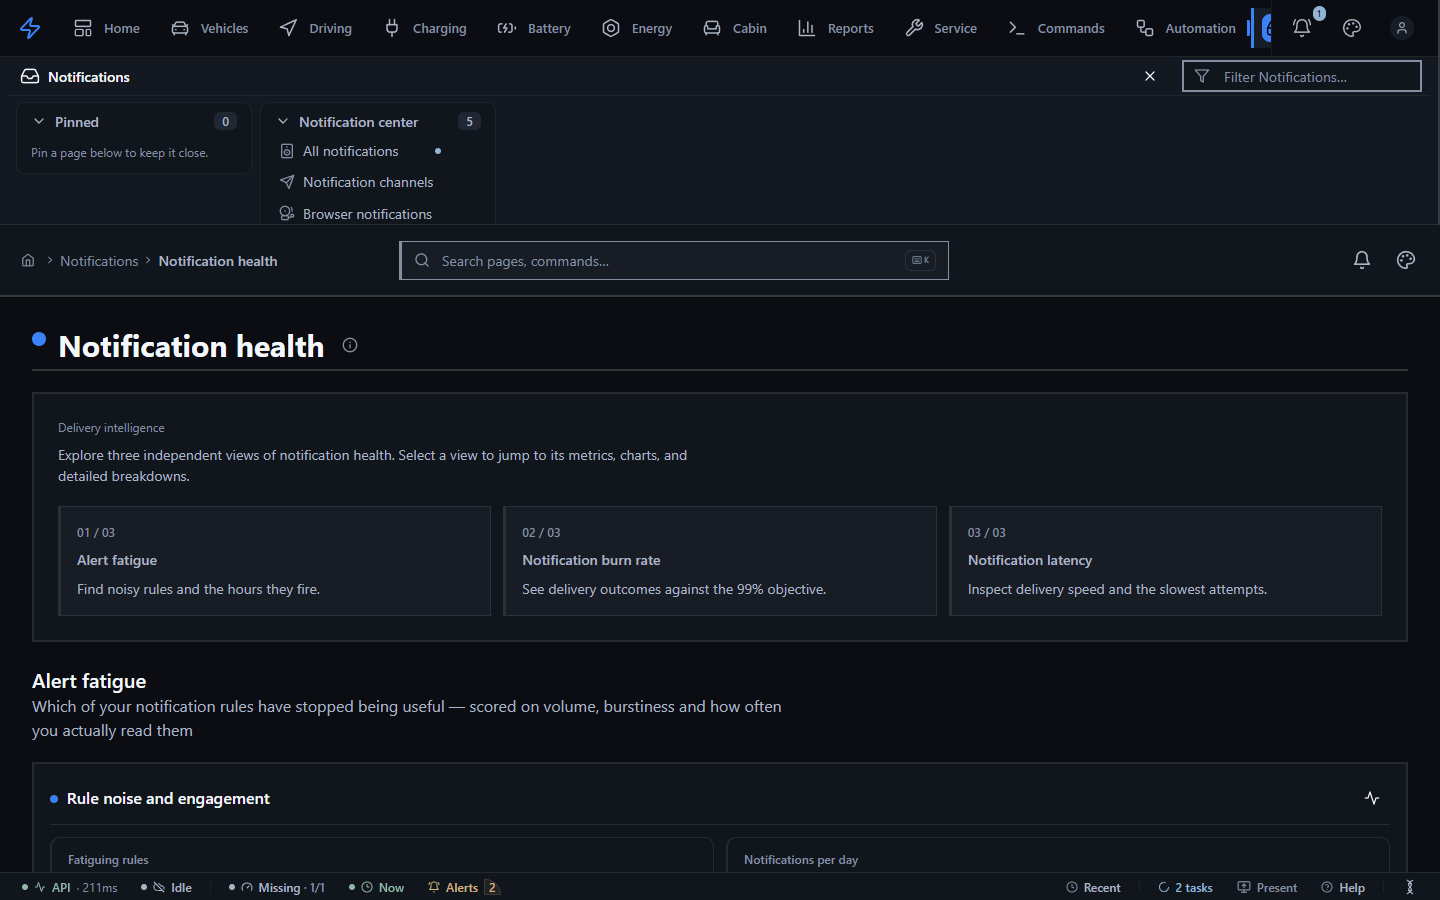 Home
Vehicles
Driving
Charging
Battery
Energy
Cabin
Reports
Service
Commands
Automation
1
Notifications
Filter Notifications...
Pinned
0
Pin a page below to keep it close.
Notification center
5
All notifications
Notification channels
Browser notifications
Notifications
Notification health
Search pages, commands...
K
Notification health
Delivery intelligence
Explore three independent views of notification health. Select a view to jump to its metrics, charts, and
detailed breakdowns.
01 / 03
Alert fatigue
Find noisy rules and the hours they fire.
02 / 03
Notification burn rate
See delivery outcomes against the 99% objective.
03 / 03
Notification latency
Inspect delivery speed and the slowest attempts.
Alert fatigue
Which of your notification rules have stopped being useful — scored on volume, burstiness and how often
you actually read them
Rule noise and engagement
Fatiguing rules
Notifications per day
API · 211ms
Idle
Missing · 1/1
Now
Alerts 2
Recent
2 tasks
Present
Help